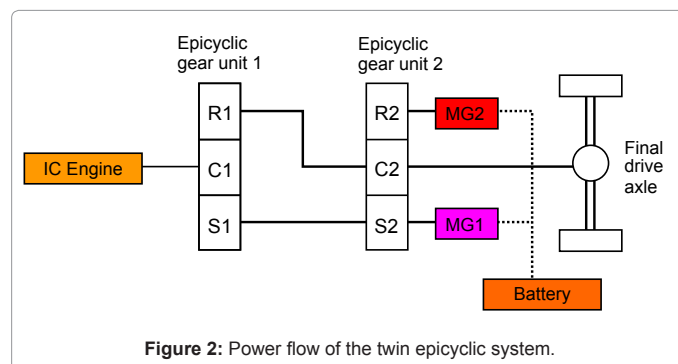 Epicyclic
gear unit 1
Epicyclic
gear unit 2
R1
R2
MG2
IC Engine
C1
C2
Final
drive
axle
S1
S2
MG1
Battery
Figure 2: Power flow of the twin epicyclic system.